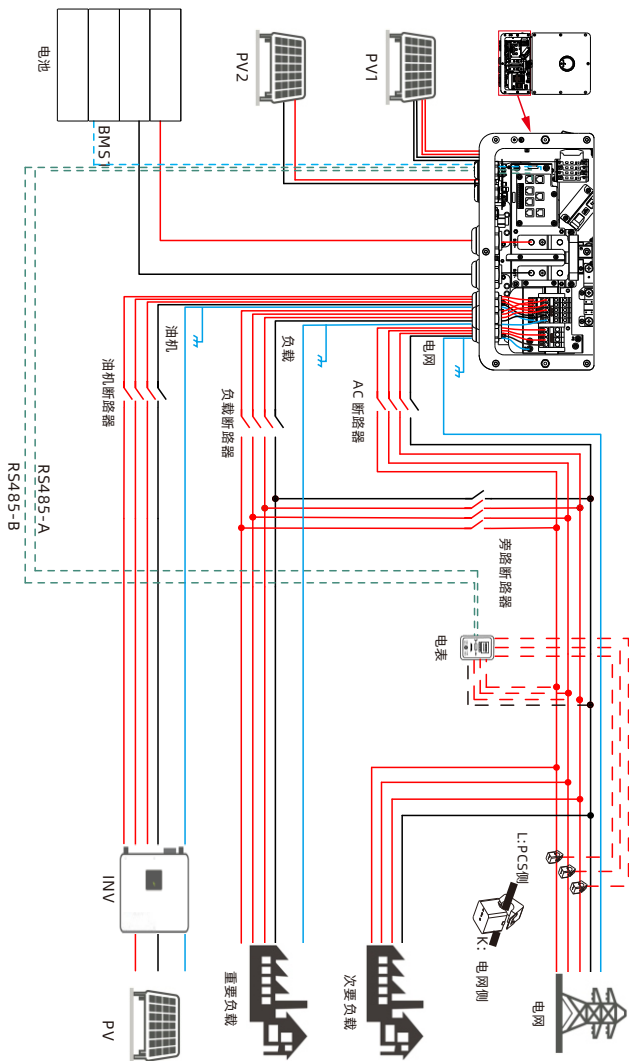 电池
PV2
PV1
BMS
油机
负载
电网
油机断路器
负载断路器
AC 断路器
RS485-A
RS485-B
旁路断路器
电表
L:PCS侧
K: 电网侧
INV
PV
重要负载
次要负载
电网